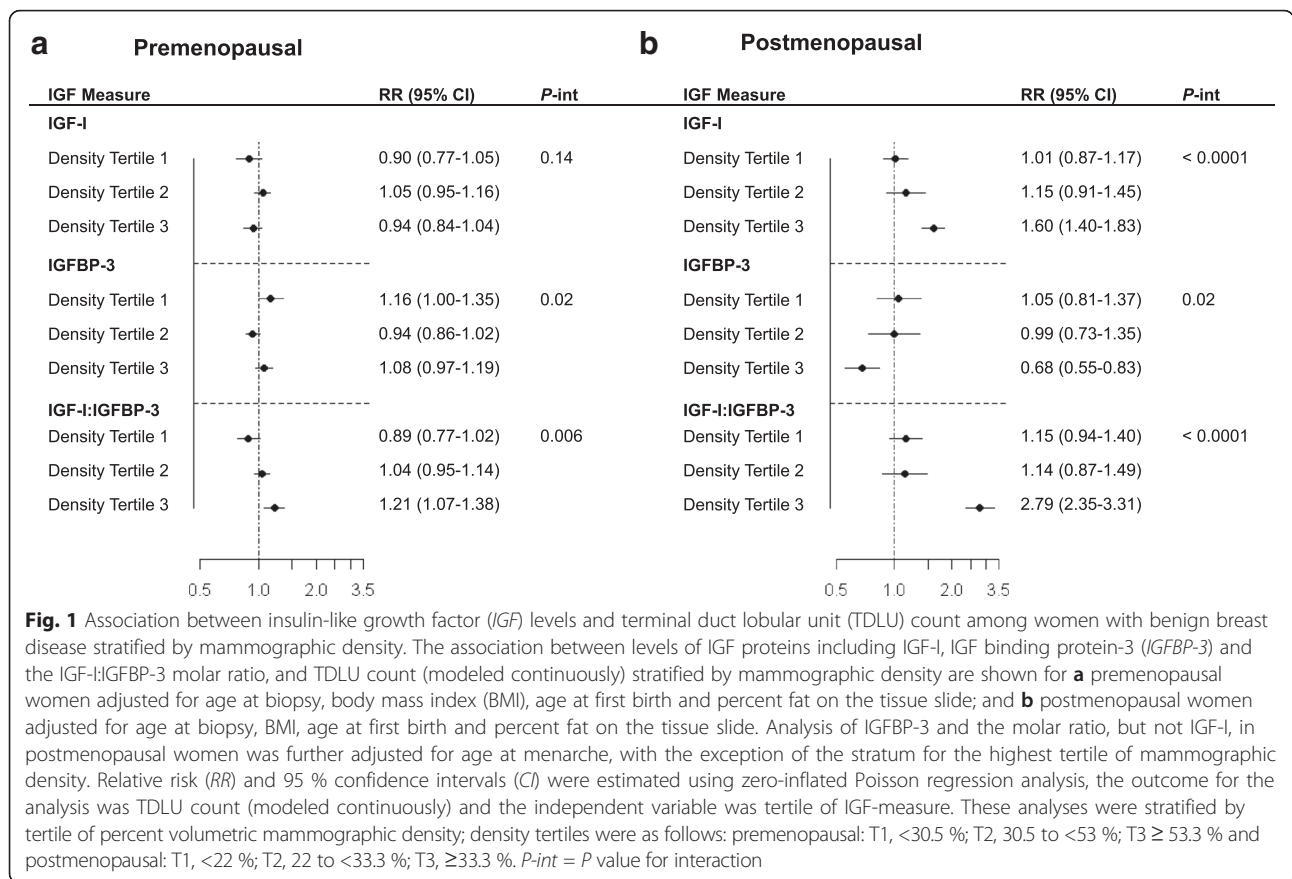 a Premenopausal
IGF Measure RR (95% CI) P-int
IGF-I
Density Tertile 1 0.90 (0.77-1.05) 0.14
Density Tertile 2 1.05 (0.95-1.16)
Density Tertile 3 0.94 (0.84-1.04)
IGFBP-3
Density Tertile 1 1.16 (1.00-1.35) 0.02
Density Tertile 2 0.94 (0.86-1.02)
Density Tertile 3 1.08 (0.97-1.19)
IGF-I:IGFBP-3
Density Tertile 1 0.89 (0.77-1.02) 0.006
Density Tertile 2 1.04 (0.95-1.14)
Density Tertile 3 1.21 (1.07-1.38)
0.5 1.0 2.0 3.5
b Postmenopausal
IGF Measure RR (95% CI) P-int
IGF-I
Density Tertile 1 1.01 (0.87-1.17) < 0.0001
Density Tertile 2 1.15 (0.91-1.45)
Density Tertile 3 1.60 (1.40-1.83)
IGFBP-3
Density Tertile 1 1.05 (0.81-1.37) 0.02
Density Tertile 2 0.99 (0.73-1.35)
Density Tertile 3 0.68 (0.55-0.83)
IGF-I:IGFBP-3
Density Tertile 1 1.15 (0.94-1.40) < 0.0001
Density Tertile 2 1.14 (0.87-1.49)
Density Tertile 3 2.79 (2.35-3.31)
0.5 1.0 2.0 3.5
Fig. 1 Association between insulin-like growth factor (IGF) levels and terminal duct lobular unit (TDLU) count among women with benign breast
disease stratified by mammographic density. The association between levels of IGF proteins including IGF-I, IGF binding protein-3 (IGFBP-3) and
the IGF-I:IGFBP-3 molar ratio, and TDLU count (modeled continuously) stratified by mammographic density are shown for a premenopausal
women adjusted for age at biopsy, body mass index (BMI), age at first birth and percent fat on the tissue slide; and b postmenopausal women
adjusted for age at biopsy, BMI, age at first birth and percent fat on the tissue slide. Analysis of IGFBP-3 and the molar ratio, but not IGF-I, in
postmenopausal women was further adjusted for age at menarche, with the exception of the stratum for the highest tertile of mammographic
density. Relative risk (RR) and 95 % confidence intervals (CI) were estimated using zero-inflated Poisson regression analysis, the outcome for the
analysis was TDLU count (modeled continuously) and the independent variable was tertile of IGF-measure. These analyses were stratified by
tertile of percent volumetric mammographic density; density tertiles were as follows: premenopausal: T1, <30.5 %; T2, 30.5 to <53 %; T3 ≥ 53.3 % and
postmenopausal: T1, <22 %; T2, 22 to <33.3 %; T3, ≥33.3 %. P-int = P value for interaction